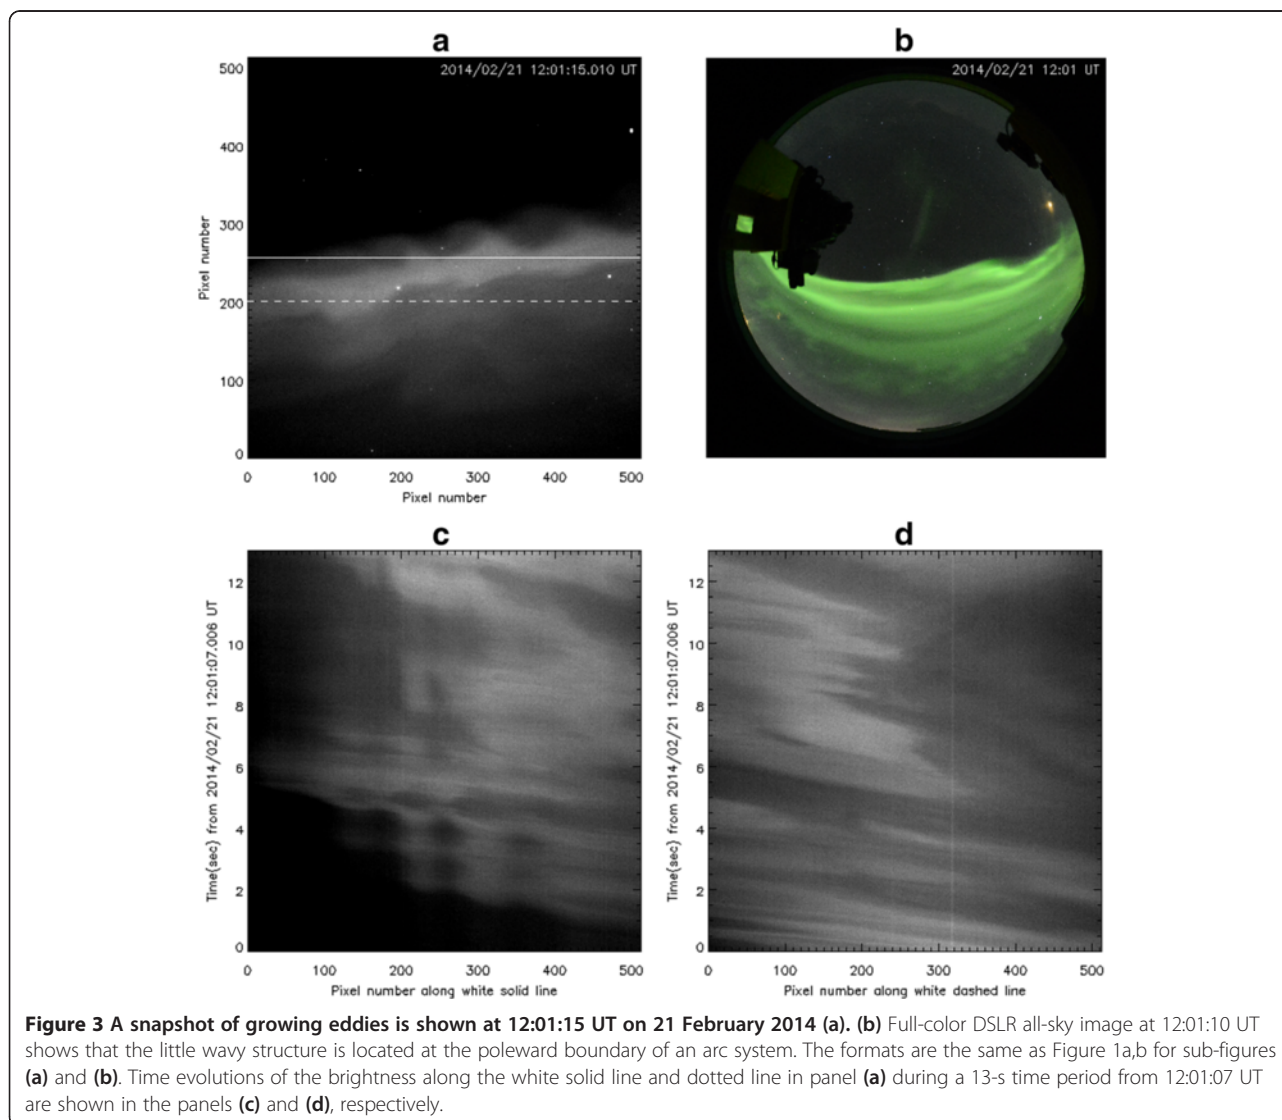 a
b
2014/02/21 12:01:15.010 UT
2014/02/21 12:01 UT
500
400
300
200
100
0
Pixel number
0 100 200 300 400 500
Pixel number
c
d
12
10
8
6
4
2
0
Time(sec) from 2014/02/21 12:01:07.006 UT
0 100 200 300 400 500
Pixel number along white solid line
12
10
8
6
4
2
0
Time(sec) from 2014/02/21 12:01:07.006 UT
0 100 200 300 400 500
Pixel number along white dashed line
Figure 3 A snapshot of growing eddies is shown at 12:01:15 UT on 21 February 2014 (a). (b) Full-color DSLR all-sky image at 12:01:10 UT
shows that the little wavy structure is located at the poleward boundary of an arc system. The formats are the same as Figure 1a,b for sub-figures
(a) and (b). Time evolutions of the brightness along the white solid line and dotted line in panel (a) during a 13-s time period from 12:01:07 UT
are shown in the panels (c) and (d), respectively.